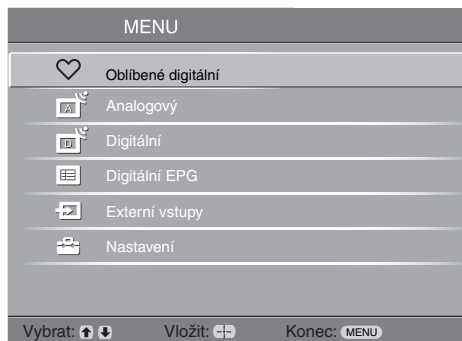 MENU
Oblíbené digitální
A Analogový
D Digitální
Digitální EPG
Externí vstupy
Nastavení
Vybrat: Vložit: Konec: MENU